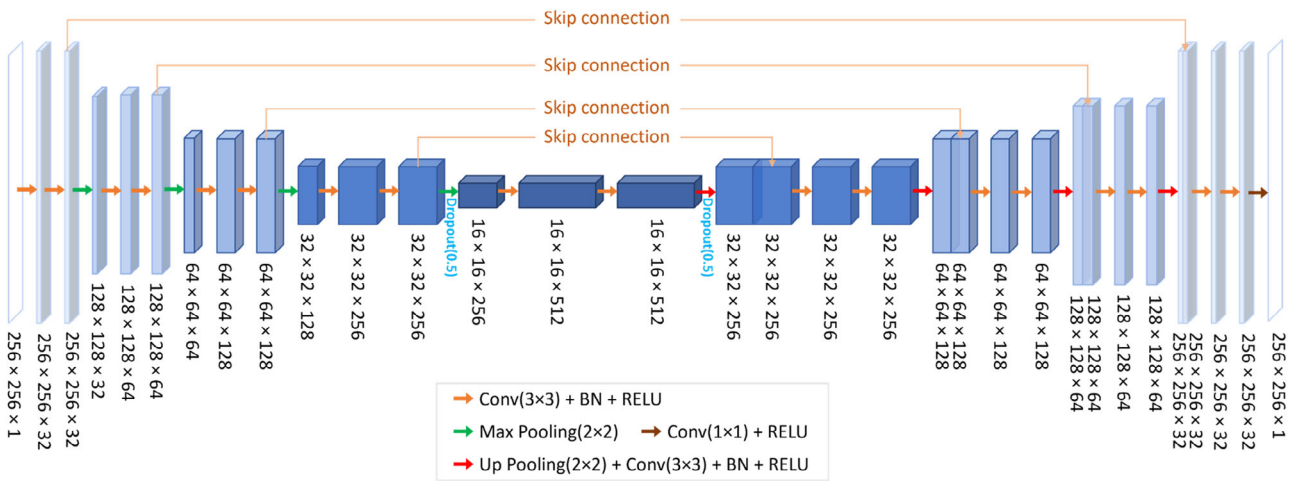 Skip connection
Skip connection
Skip connection
Skip connection
256 × 256 × 1
256 × 256 × 32
256 × 256 × 32
128 × 128 × 32
128 × 128 × 64
128 × 128 × 64
64 × 64 × 64
64 × 64 × 128
64 × 64 × 128
32 × 32 × 128
32 × 32 × 256
32 × 32 × 256
Dropout(0.5)
16 × 16 × 256
16 × 16 × 512
16 × 16 × 512
Dropout(0.5)
32 × 32 × 256
32 × 32 × 256
32 × 32 × 256
32 × 32 × 256
64 × 64 × 128
64 × 64 × 128
64 × 64 × 128
64 × 64 × 128
128 × 128 × 64
128 × 128 × 64
128 × 128 × 64
128 × 128 × 64
256 × 256 × 32
256 × 256 × 32
256 × 256 × 32
256 × 256 × 32
256 × 256 × 1
Conv(3×3) + BN + RELU
Max Pooling(2×2)
Conv(1×1) + RELU
Up Pooling(2×2) + Conv(3×3) + BN + RELU